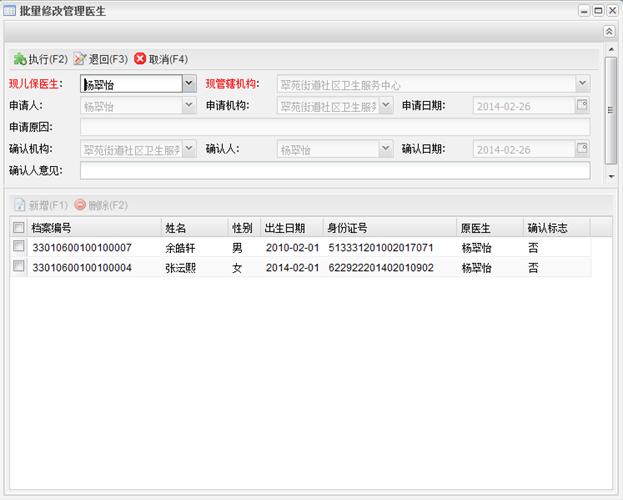 批量修改管理医生
执行(F2) 退回(F3) 取消(F4)
现儿保医生: 杨翠怡 现管辖机构: 翠苑街道社区卫生服务中心
申请人: 杨翠怡 申请机构: 翠苑街道社区卫生服务 申请日期: 2014-02-26
申请原因:
确认机构: 翠苑街道社区卫生服务 确认人: 杨翠怡 确认日期: 2014-02-26
确认人意见:
新增(F1) 删除(F2)
档案编号 姓名 性别 出生日期 身份证号 原医生 确认标志
33010600100100007 余皓轩 男 2010-02-01 513331201002017071 杨翠怡 否
33010600100100004 张沄熙 女 2014-02-01 622922201402010902 杨翠怡 否